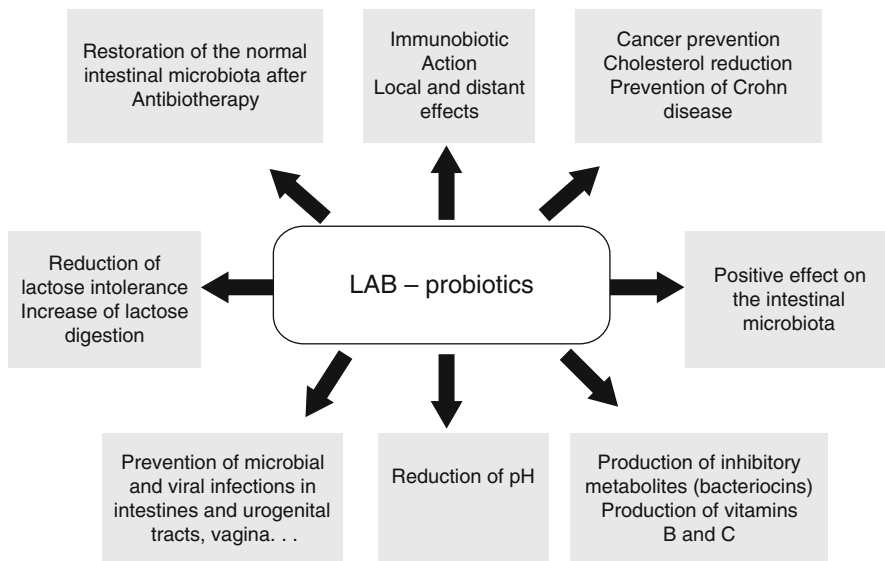 Restoration of the normal
intestinal microbiota after
Antibiotherapy
Immunobiotic
Action
Local and distant
effects
Cancer prevention
Cholesterol reduction
Prevention of Crohn
disease
Reduction of
lactose intolerance
Increase of lactose
digestion
LAB – probiotics
Positive effect on
the intestinal
microbiota
Prevention of microbial
and viral infections in
intestines and urogenital
tracts, vagina. . .
Reduction of pH
Production of inhibitory
metabolites (bacteriocins)
Production of vitamins
B and C